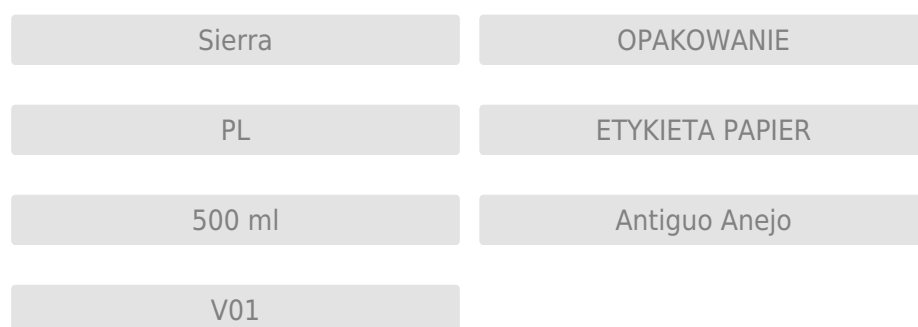 Sierra
OPAKOWANIE
PL
ETYKIETA PAPIER
500 ml
Antiguo Anejo
V01